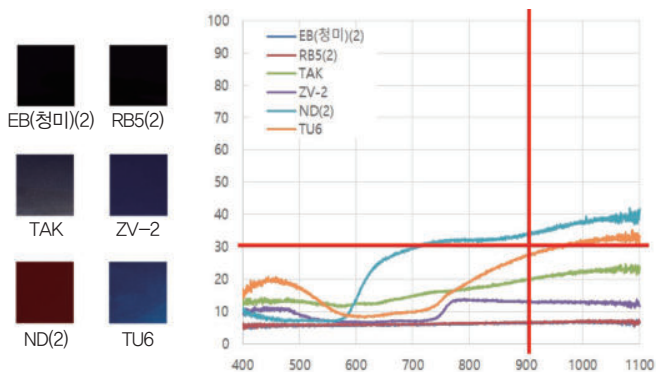 EB(청미)(2) RB5(2)
TAK ZV-2
ND(2) TU6
100
90
80
70
60
50
40
30
20
10
0
EB(청미)(2)
RB5(2)
TAK
ZV-2
ND(2)
TU6
400 500 600 700 800 900 1000 1100